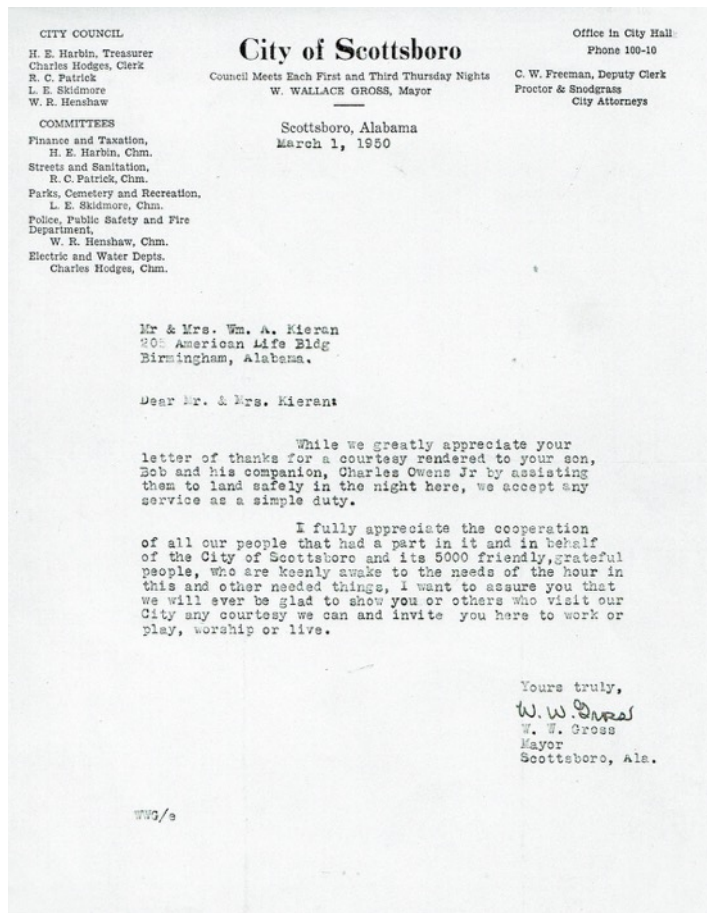 CITY COUNCIL
H. E. Harbin, Treasurer
Charles Hodges, Clerk
R. C. Patrick
L. E. Skidmore
W. R. Henshaw
COMMITTEES
Finance and Taxation,
H. E. Harbin, Chm.
Streets and Sanitation,
R. C. Patrick, Chm.
Parks, Cemetery and Recreation,
L. E. Skidmore, Chm.
Police, Public Safety and Fire
Department,
W. R. Henshaw, Chm.
Electric and Water Depts.
Charles Hodges, Chm.
City of Scottsboro
Council Meets Each First and Third Thursday Nights
W. WALLACE GROSS, Mayor
Office in City Hall
Phone 100-10
C. W. Freeman, Deputy Clerk
Proctor & Snodgrass
City Attorneys
Scottsboro, Alabama
March 1, 1950
Mr & Mrs. Wm. A. Kieran
205 American Life Bldg
Birmingham, Alabama.
Dear Mr. & Mrs. Kieran:
While we greatly appreciate your
letter of thanks for a courtesy rendered to your son,
Bob and his companion, Charles Owens Jr by assisting
them to land safely in the night here, we accept any
service as a simple duty.
I fully appreciate the cooperation
of all our people that had a part in it and in behalf
of the City of Scottsboro and its 5000 friendly,grateful
people, who are keenly awake to the needs of the hour in
this and other needed things, I want to assure you that
we will ever be glad to show you or others who visit our
City any courtesy we can and invite you here to work or
play, worship or live.
Yours truly,
W. W. Gross
W. W. Gross
Mayor
Scottsboro, Ala.
WWG/e